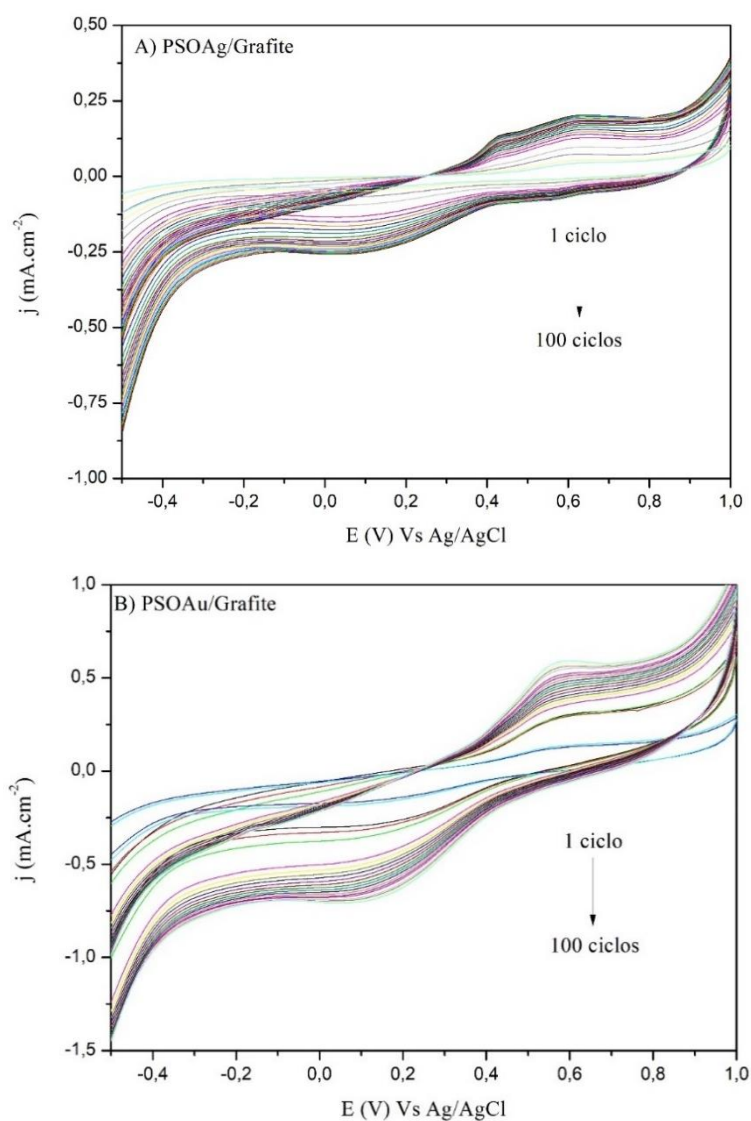 A) PSOAg/Grafite
0,50
0,25
0,00
-0,25
-0,50
-0,75
-1,00
j (mA.cm-2)
1 ciclo
100 ciclos
-0,4 -0,2 0,0 0,2 0,4 0,6 0,8 1,0
E (V) Vs Ag/AgCl
B) PSOAu/Grafite
1,0
0,5
0,0
-0,5
-1,0
-1,5
j (mA.cm-2)
1 ciclo
100 ciclos
-0,4 -0,2 0,0 0,2 0,4 0,6 0,8 1,0
E (V) Vs Ag/AgCl